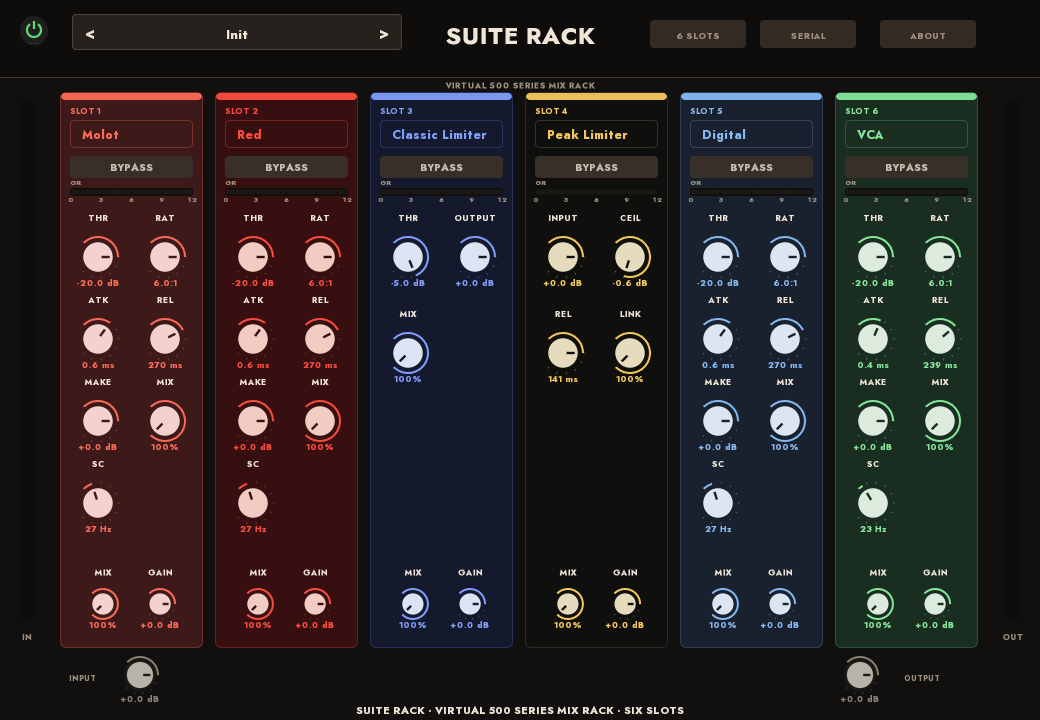 < Init >
SUITE RACK
6 SLOTS SERIAL ABOUT
VIRTUAL 500 SERIES MIX RACK
SLOT 1
Molot
BYPASS
GR
0 3 6 9 12
THR RAT
-20.0 dB 6.0:1
ATK REL
0.6 ms 270 ms
MAKE MIX
+0.0 dB 100%
SC
27 Hz
MIX GAIN
100% +0.0 dB
SLOT 2
Red
BYPASS
GR
0 3 6 9 12
THR RAT
-20.0 dB 6.0:1
ATK REL
0.6 ms 270 ms
MAKE MIX
+0.0 dB 100%
SC
27 Hz
MIX GAIN
100% +0.0 dB
SLOT 3
Classic Limiter
BYPASS
GR
0 3 6 9 12
THR OUTPUT
-5.0 dB +0.0 dB
MIX
100%
MIX GAIN
100% +0.0 dB
SLOT 4
Peak Limiter
BYPASS
GR
0 3 6 9 12
INPUT CEIL
+0.0 dB -0.6 dB
REL LINK
141 ms 100%
MIX GAIN
100% +0.0 dB
SLOT 5
Digital
BYPASS
GR
0 3 6 9 12
THR RAT
-20.0 dB 6.0:1
ATK REL
0.6 ms 270 ms
MAKE MIX
+0.0 dB 100%
SC
27 Hz
MIX GAIN
100% +0.0 dB
SLOT 6
VCA
BYPASS
GR
0 3 6 9 12
THR RAT
-20.0 dB 6.0:1
ATK REL
0.4 ms 239 ms
MAKE MIX
+0.0 dB 100%
SC
23 Hz
MIX GAIN
100% +0.0 dB
IN OUT
INPUT
+0.0 dB
OUTPUT
+0.0 dB
SUITE RACK · VIRTUAL 500 SERIES MIX RACK · SIX SLOTS